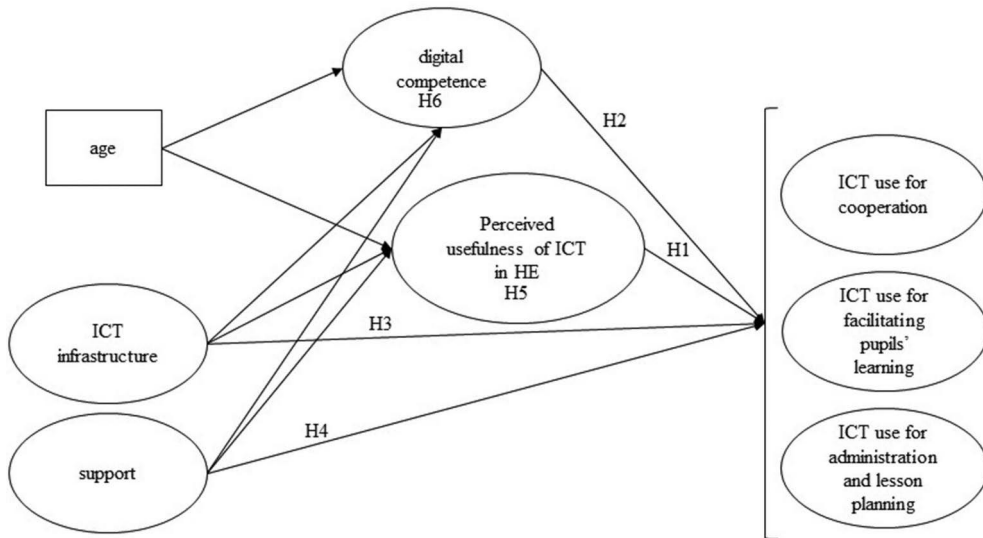 digital
competence
H6
age
H2
ICT use for
cooperation
Perceived
usefulness of ICT
in HE
H5
H1
ICT
infrastructure
H3
ICT use for
facilitating
pupils'
learning
support
H4
ICT use for
administration
and lesson
planning